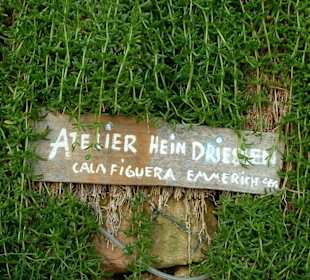 ATELIER HEIN DRIESSEN
CALA FIGUERA EMMERICH